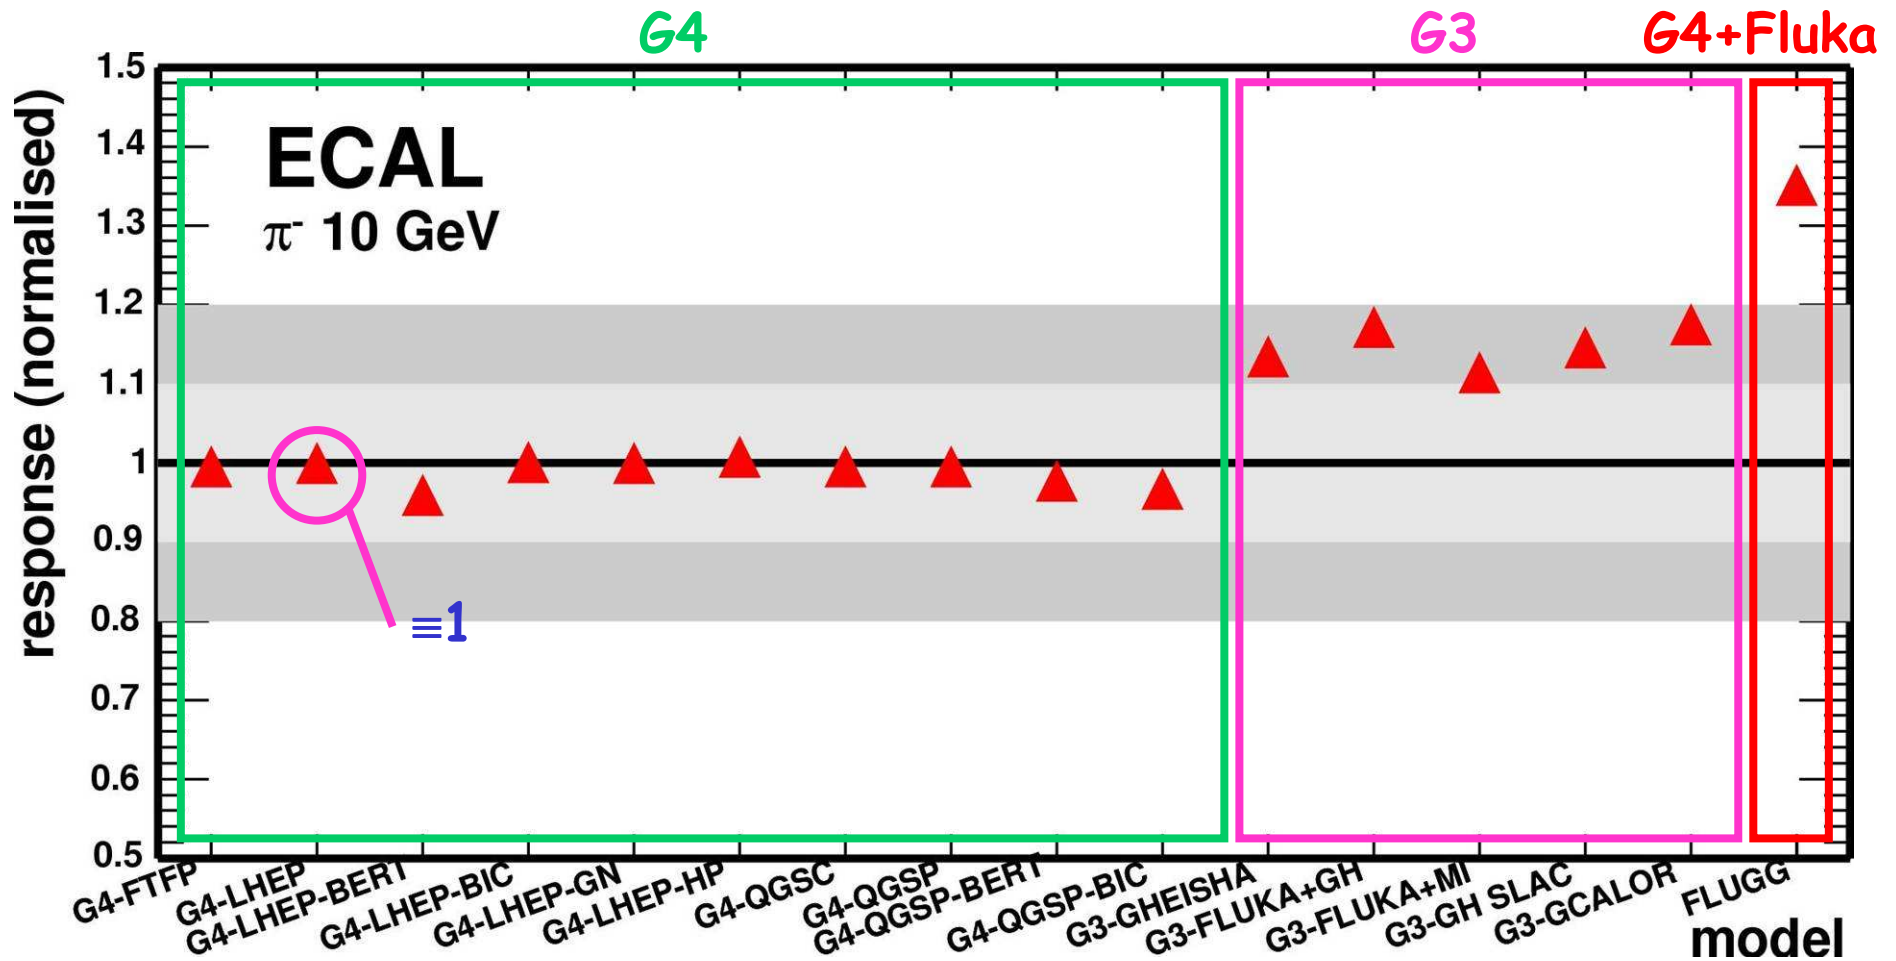 G4 G3 G4+Fluka
ECAL
π- 10 GeV
≡1
response (normalised)
1.5
1.4
1.3
1.2
1.1
1
0.9
0.8
0.7
0.6
0.5
G4-FTFP
G4-LHEP
G4-LHEP-BERT
G4-LHEP-BIC
G4-LHEP-GN
G4-LHEP-HP
G4-QGSC
G4-QGSP
G4-QGSP-BERT
G4-QGSP-BIC
G3-GHEISHA
G3-FLUKA+GH
G3-FLUKA+MI
G3-GH SLAC
G3-GCALOR
FLUGG
model